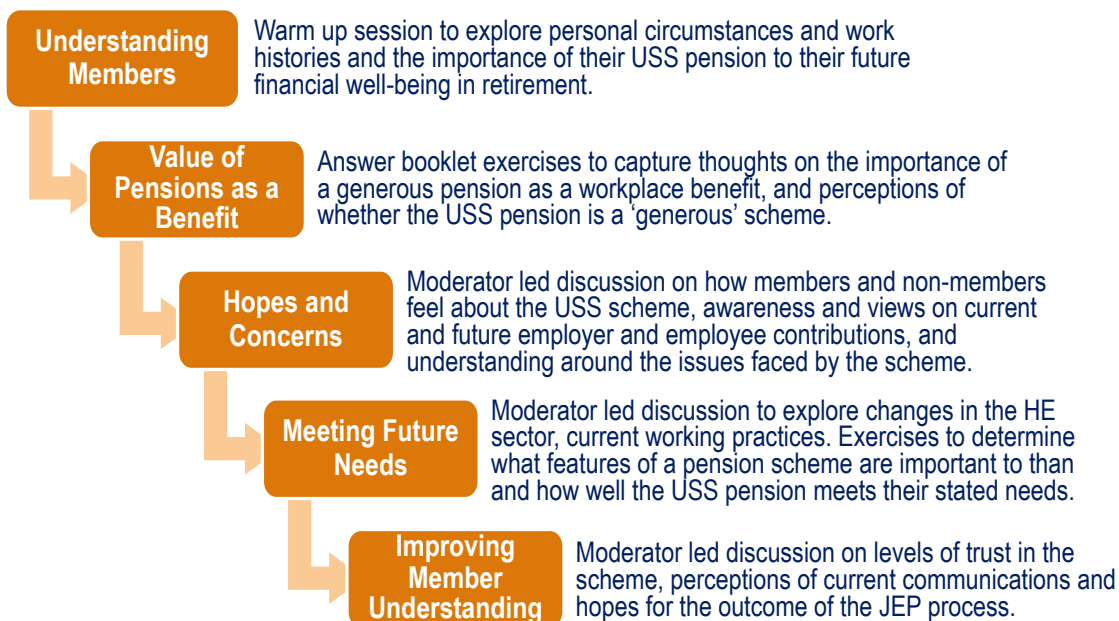 Understanding
Members
Warm up session to explore personal circumstances and work
histories and the importance of their USS pension to their future
financial well-being in retirement.
Value of
Pensions as a
Benefit
Answer booklet exercises to capture thoughts on the importance of
a generous pension as a workplace benefit, and perceptions of
whether the USS pension is a ‘generous’ scheme.
Hopes and
Concerns
Moderator led discussion on how members and non-members
feel about the USS scheme, awareness and views on current
and future employer and employee contributions, and
understanding around the issues faced by the scheme.
Meeting Future
Needs
Moderator led discussion to explore changes in the HE
sector, current working practices. Exercises to determine
what features of a pension scheme are important to than
and how well the USS pension meets their stated needs.
Improving
Member
Understanding
Moderator led discussion on levels of trust in the
scheme, perceptions of current communications and
hopes for the outcome of the JEP process.